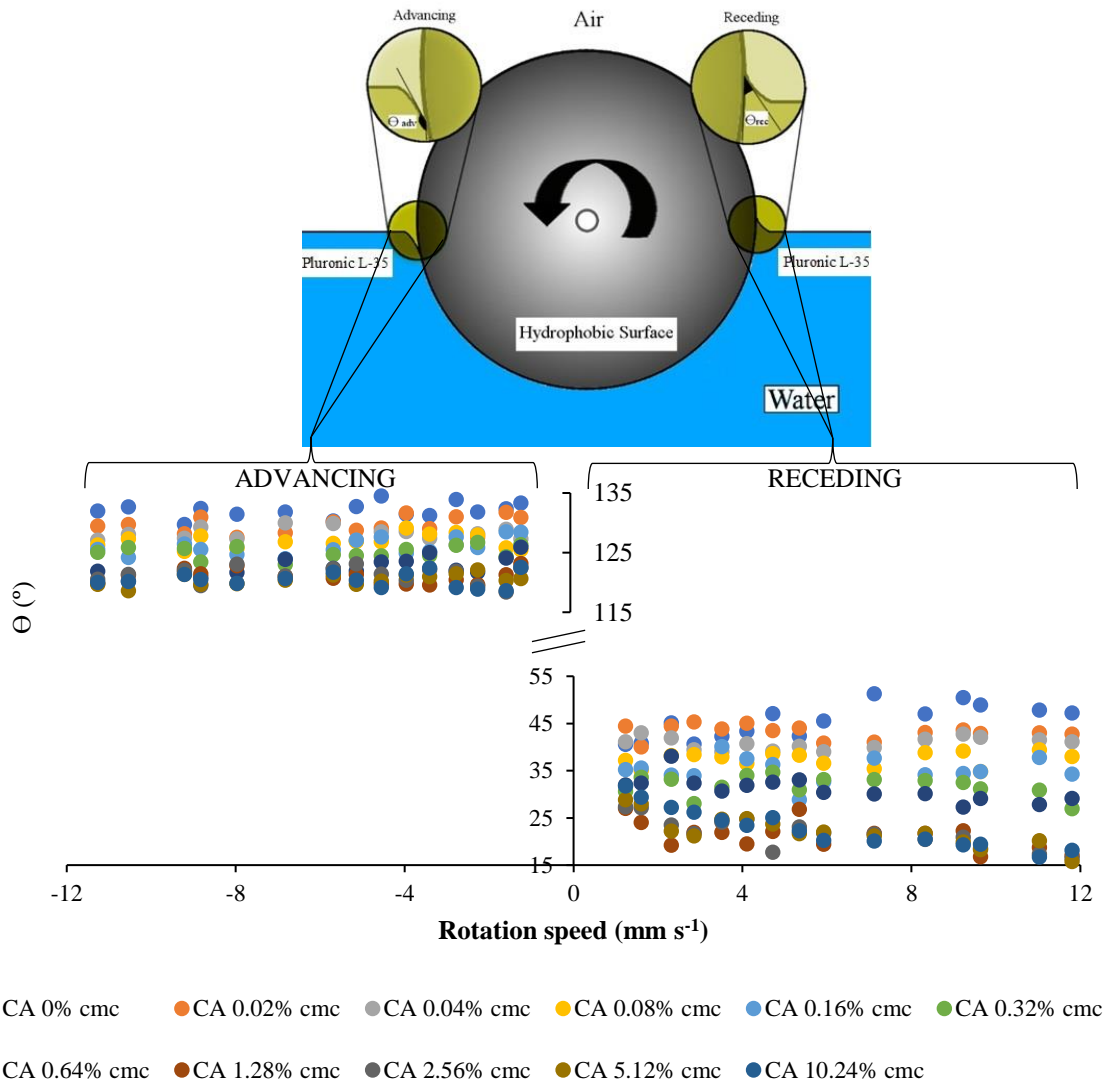 Advancing
Air
Receding
Θ adv
Θrec
Pluronic L-35
Pluronic L-35
Hydrophobic Surface
Water
ADVANCING
RECEDING
135
125
115
Θ (º)
55
45
35
25
15
-12 -8 -4 0 4 8 12
Rotation speed (mm s-1)
CA 0% cmc CA 0.02% cmc CA 0.04% cmc CA 0.08% cmc CA 0.16% cmc CA 0.32% cmc
CA 0.64% cmc CA 1.28% cmc CA 2.56% cmc CA 5.12% cmc CA 10.24% cmc